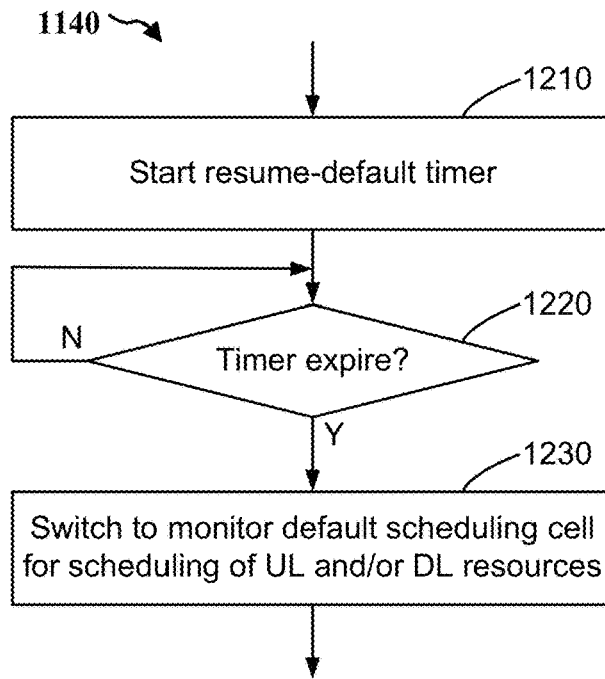 1140
1210
Start resume-default timer
1220
Timer expire?
N
Y
1230
Switch to monitor default scheduling cell
for scheduling of UL and/or DL resources